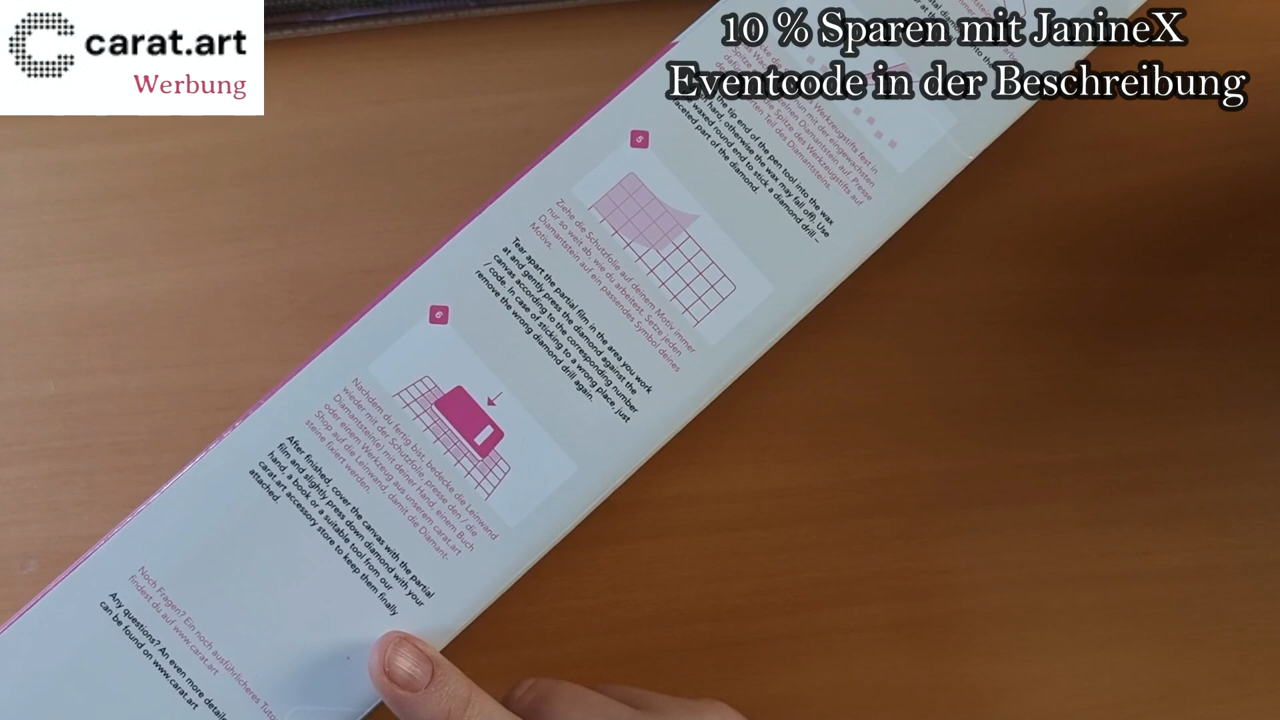 carat.art
Werbung
10 % Sparen mit JanineX
Eventcode in der Beschreibung
the tip end of the pen tool into the wax
hard, otherwise the wax may fall off). Use
waxed round end to stick a diamond drill –
part of the diamond.
5
Ziehe die Schutzfolie auf deinem Motiv immer
nur so weit ab, wie du arbeitest. Setze jeden
Diamantstein auf ein passendes Symbol deines
Motivs.
Tear apart the partial film in the area you work
at and gently press the diamond against the
canvas according to the corresponding number
/ code. In case of sticking to a wrong place, just
remove the wrong diamond drill again.
6
Nachdem du fertig bist, bedecke die Leinwand
wieder mit der Schutzfolie, presse den / die
Diamantstein(e) mit deiner Hand, einem Buch
oder einem Werkzeug aus unserem carat.art
Shop auf die Leinwand, damit die Diamant-
steine fixiert werden.
After finished, cover the canvas with the partial
film and slightly press down diamond with your
hand, a book or a suitable tool from our
carat.art accessory store to keep them finally
attached.
Noch Fragen? Ein noch ausführlicheres
findest du auf www.carat.art
Any questions? An even more
can be found on www.carat.art